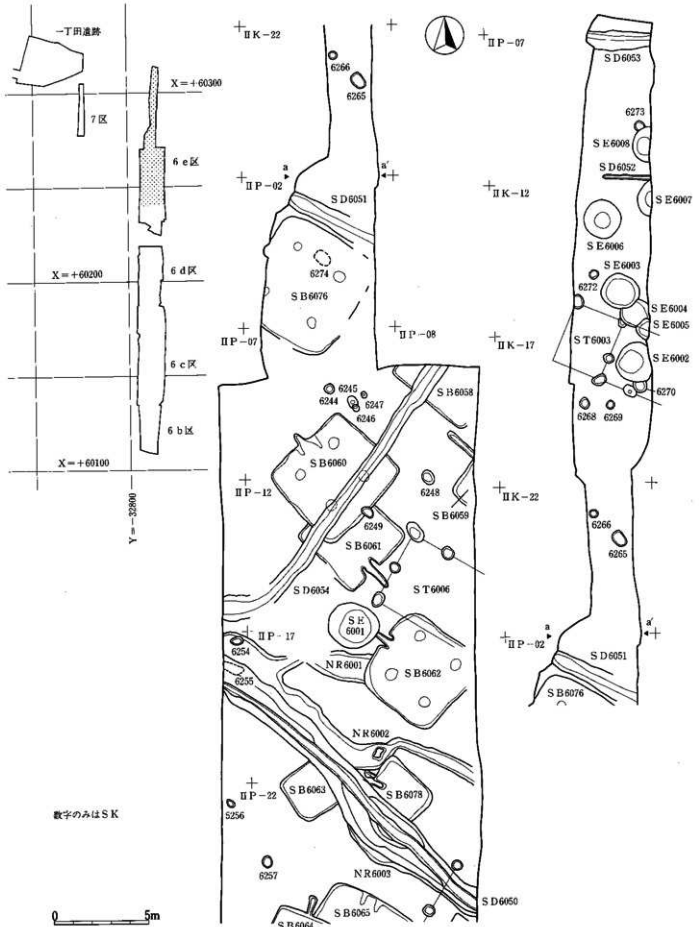 一丁田遺跡
X=+60300
7区
6e区
6d区
X=+60200
6c区
6b区
X=+60100
Y=-32800
数字のみはSK
0 5m
ⅡK-22
6266
6265
ⅡP-02
a
a'
SD6051
6274
SB6076
ⅡP-07
ⅡP-08
SB6058
6245
6244
6247
6246
SB6060
ⅡP-12
6248
SB6059
6249
SB6061
SD6054
ST6006
SE
6001
ⅡP-17
6254
NR6001
SB6062
6255
NR6002
ⅡP-22
SB6063
SB6078
6256
6257
NR6003
SD6050
SB6065
SB6064
ⅡP-07
SD6053
6273
SE6008
SD6052
ⅡK-12
SE6007
SE6006
SE6003
6272
SE6004
SE6005
ⅡK-17
ST6003
SE6002
6270
6268
6269
ⅡK-22
6266
6265
a
a'
ⅡP-02
SD6051
SB6076